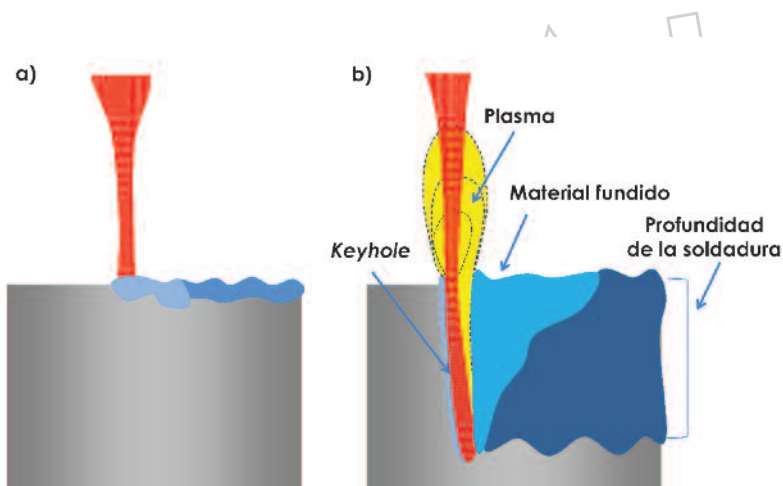 a)
b)
Plasma
Material fundido
Keyhole
Profundidad
de la soldadura